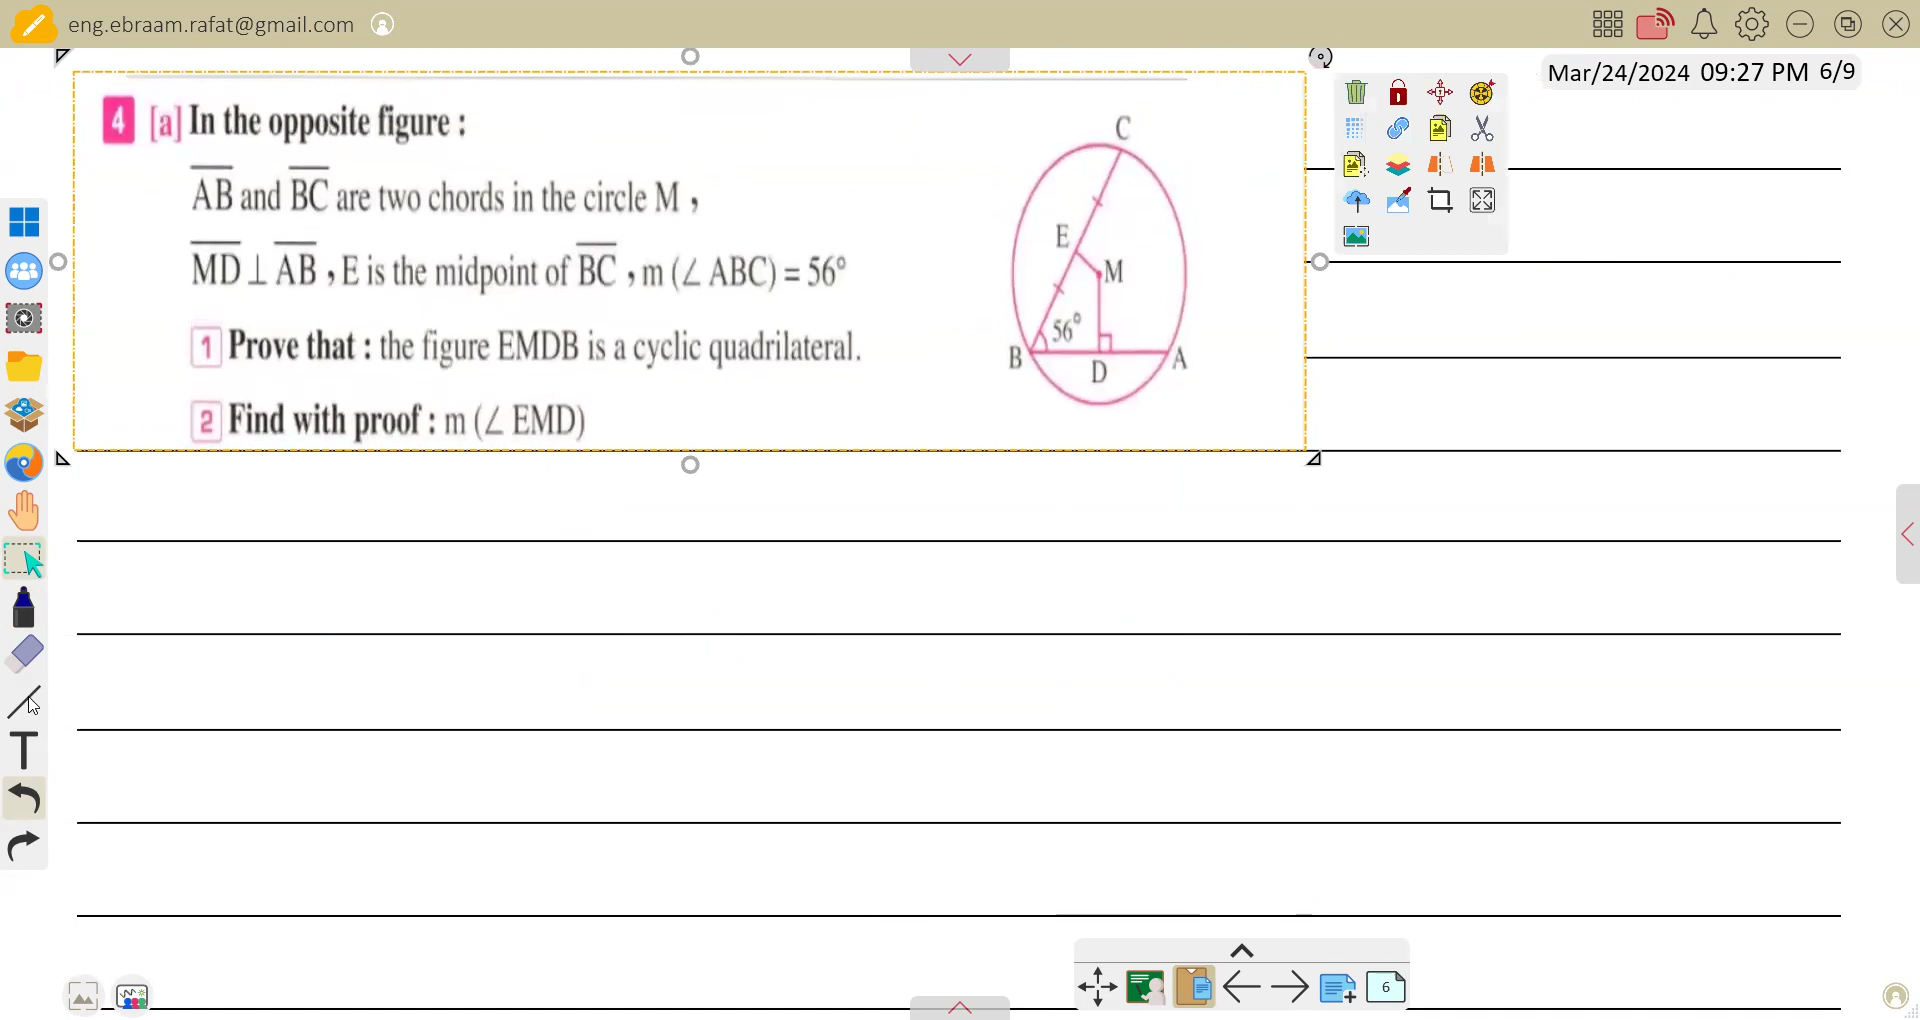 eng.ebraam.rafat@gmail.com
Mar/24/2024 09:27 PM 6/9
4 [a] In the opposite figure :
AB and BC are two chords in the circle M ,
MD ⊥ AB , E is the midpoint of BC , m (∠ ABC) = 56°
1 Prove that : the figure EMDB is a cyclic quadrilateral.
2 Find with proof : m (∠ EMD)
C
E
M
56°
B
D
A
T
6